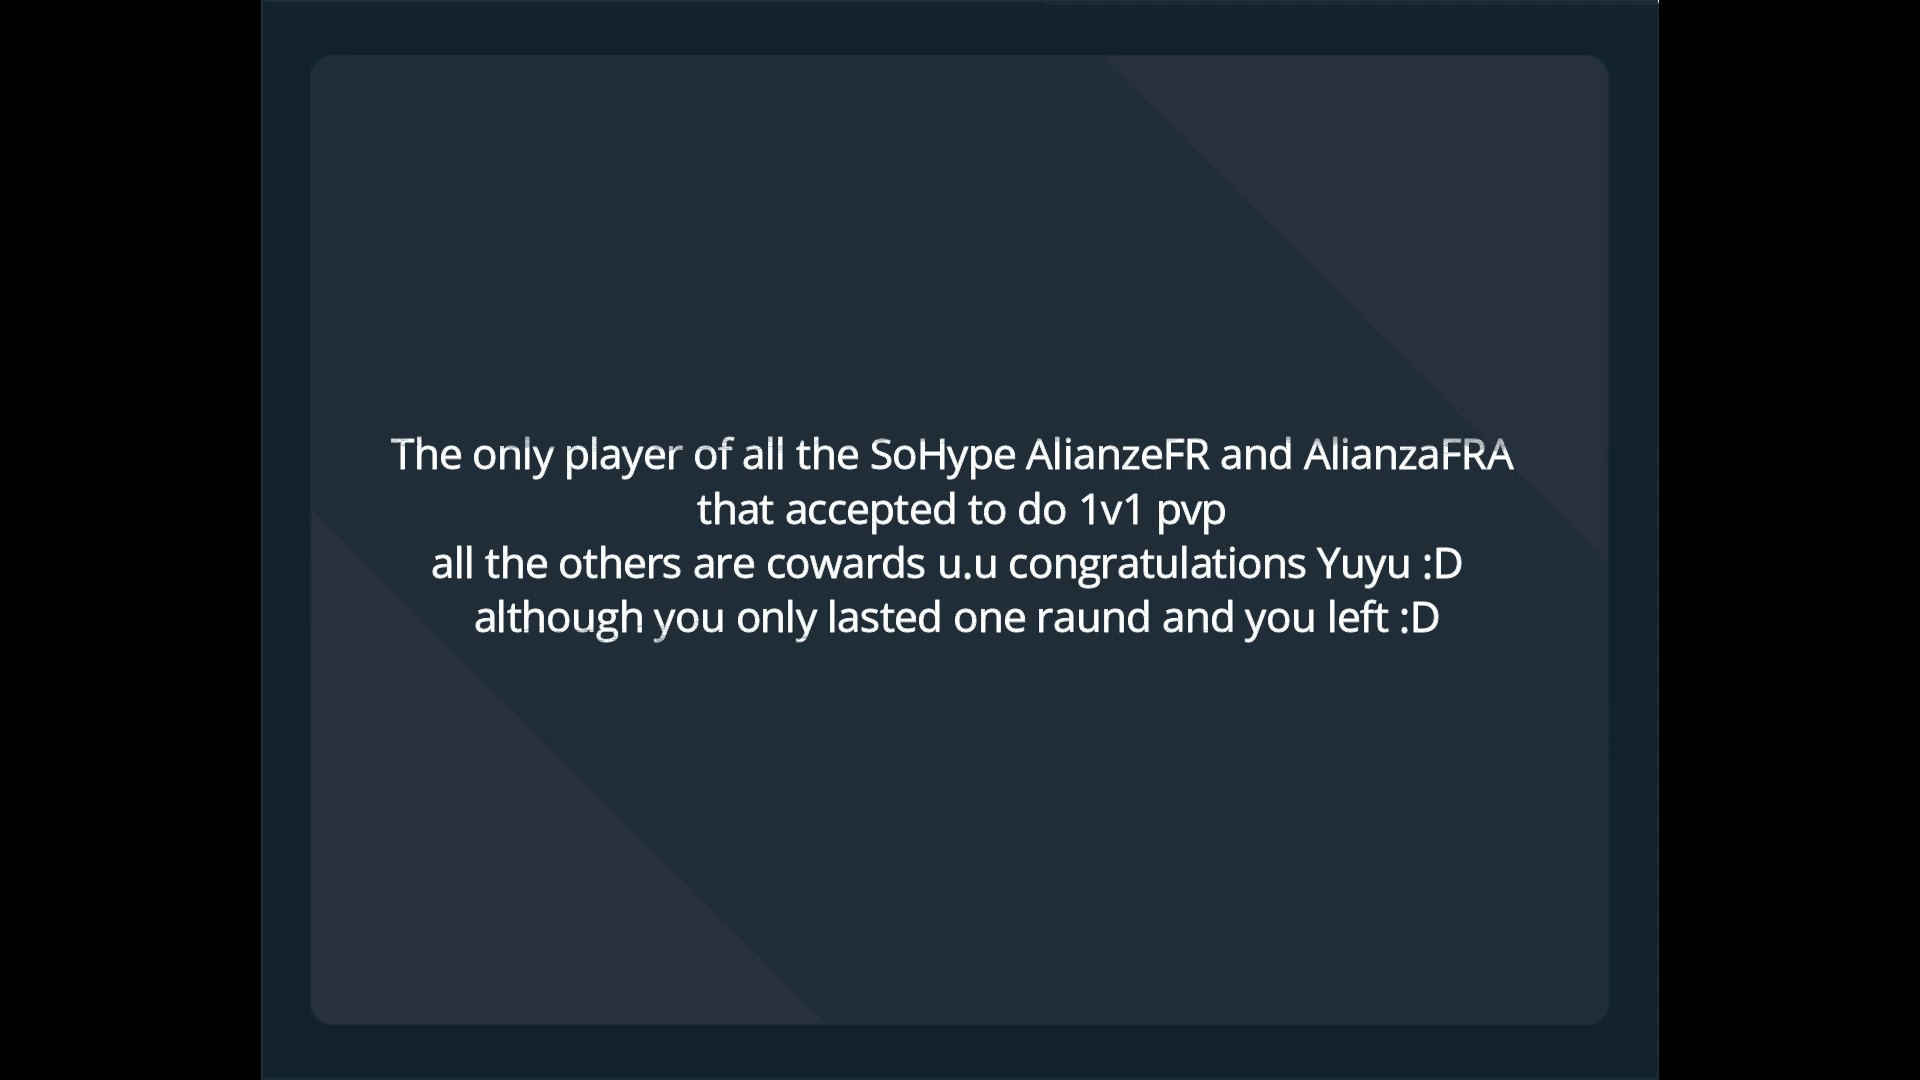 The only player of all the SoHype AlianzeFR and AlianzaFRA
that accepted to do 1v1 pvp
all the others are cowards u.u congratulations Yuyu :D
although you only lasted one raund and you left :D